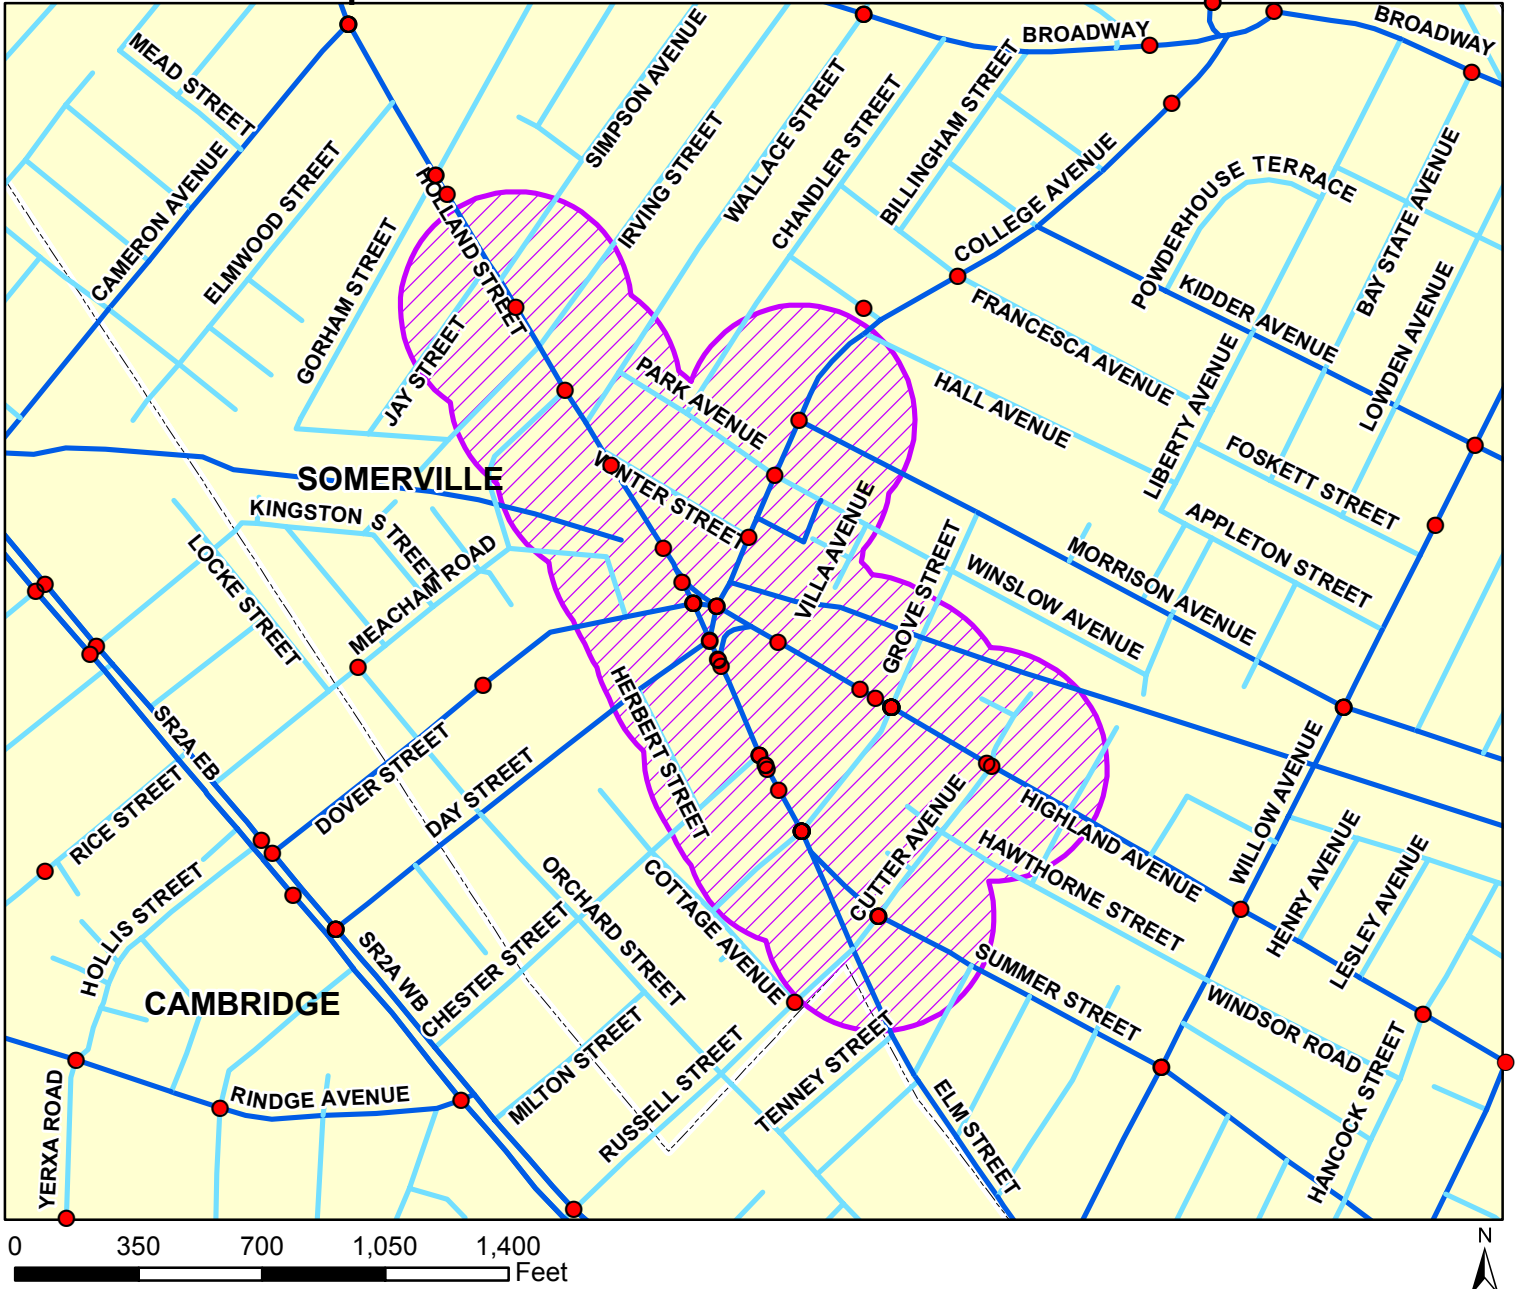 BROADWAY
BROADWAY
MEAD STREET
SIMPSON AVENUE
WALLACE STREET
CHANDLER STREET
BILLINGHAM STREET
IRVING STREET
COLLEGE AVENUE
POWDERHOUSE TERRACE
BAY STATE AVENUE
CAMERON AVENUE
ELMWOOD STREET
HOLLAND STREET
GORHAM STREET
JAY STREET
KIDDER AVENUE
FRANCESCA AVENUE
LOWDEN AVENUE
LIBERTY AVENUE
PARK AVENUE
HALL AVENUE
FOSKETT STREET
SOMERVILLE
WINTER STREET
KINGSTON STREET
VILLA AVENUE
APPLETON STREET
LOCKE STREET
MEACHAM ROAD
GROVE STREET
WINSLOW AVENUE
MORRISON AVENUE
HERBERT STREET
SR2A EB
DOVER STREET
DAY STREET
RICE STREET
WILLOW AVENUE
HIGHLAND AVENUE
CUTTER AVENUE
HAWTHORNE STREET
HENRY AVENUE
LESLEY AVENUE
HOLLIS STREET
ORCHARD STREET
COTTAGE AVENUE
CHESTER STREET
SR2A WB
SUMMER STREET
WINDSOR ROAD
CAMBRIDGE
MILTON STREET
RUSSELL STREET
TENNEY STREET
HANCOCK STREET
ELM STREET
RINDGE AVENUE
YERXA ROAD
0 350 700 1,050 1,400
Feet
N